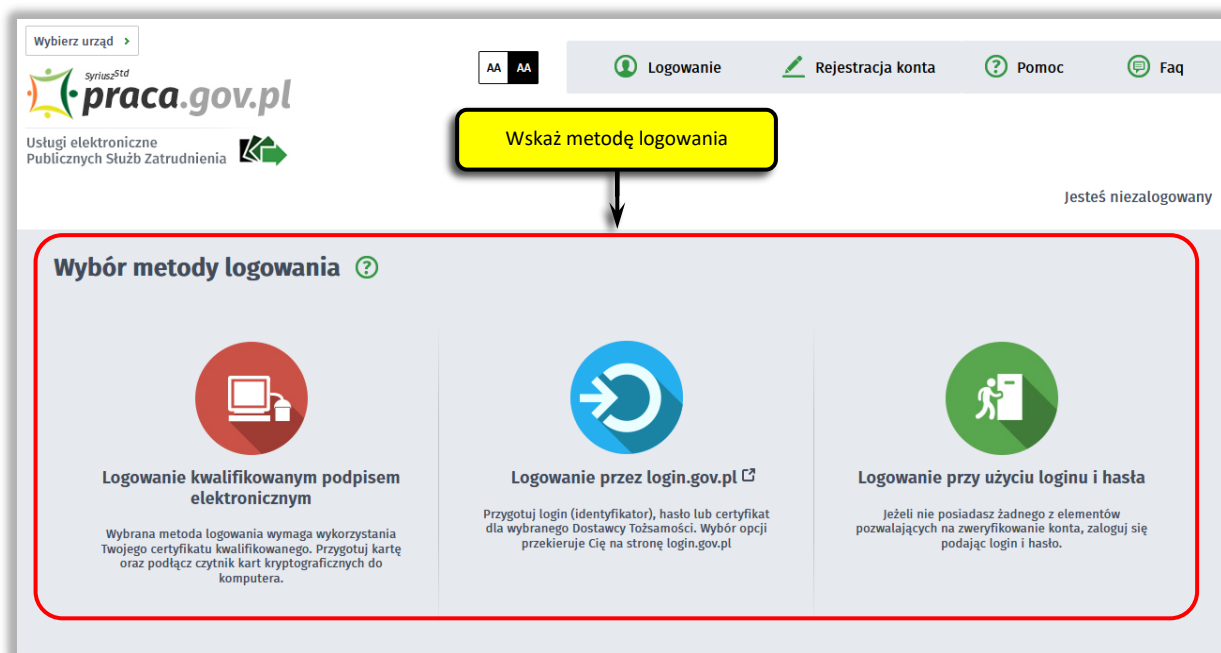 Wybierz urząd
AA AA
Logowanie
Rejestracja konta
Pomoc
Faq
SyriuszStd
praca.gov.pl
Usługi elektroniczne
Publicznych Służb Zatrudnienia
Wskaż metodę logowania
Jesteś niezalogowany
Wybór metody logowania ?
Logowanie kwalifikowanym podpisem
elektronicznym
Wybrana metoda logowania wymaga wykorzystania
Twojego certyfikatu kwalifikowanego. Przygotuj kartę
oraz podłącz czytnik kart kryptograficznych do
komputera.
Logowanie przez login.gov.pl
Przygotuj login (identyfikator), hasło lub certyfikat
dla wybranego Dostawcy Tożsamości. Wybór opcji
przekieruje Cię na stronę login.gov.pl
Logowanie przy użyciu loginu i hasła
Jeżeli nie posiadasz żadnego z elementów
pozwalających na zweryfikowanie konta, zaloguj się
podając login i hasło.